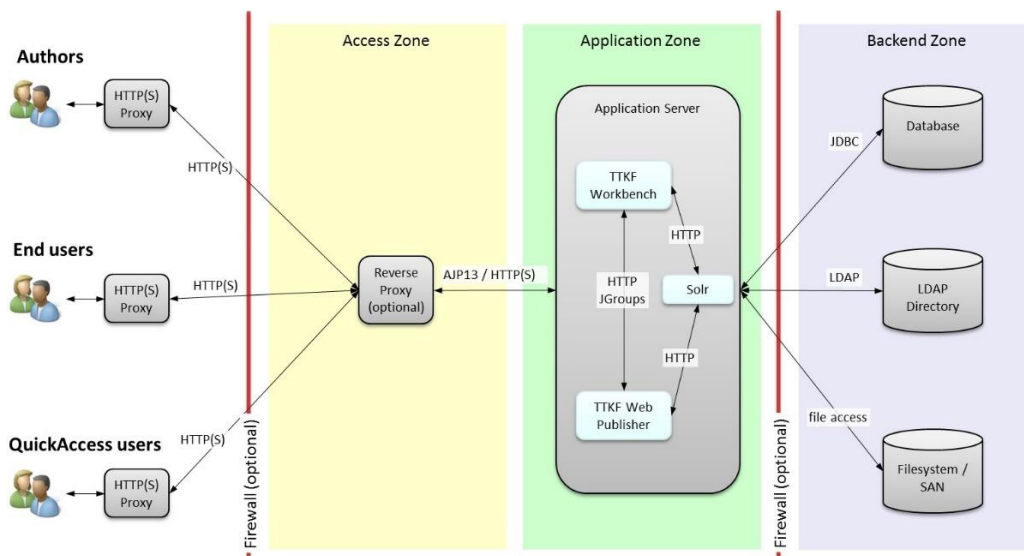 Authors
HTTP(S)
Proxy
HTTP(S)
End users
HTTP(S)
Proxy
HTTP(S)
QuickAccess users
HTTP(S)
Proxy
HTTP(S)
Firewall (optional)
Access Zone
Reverse
Proxy
(optional)
AJP13 / HTTP(S)
Application Zone
Application Server
TTKF
Workbench
HTTP
HTTP
JGroups
Solr
HTTP
TTKF Web
Publisher
Firewall (optional)
Backend Zone
JDBC
Database
LDAP
LDAP
Directory
file access
Filesystem /
SAN